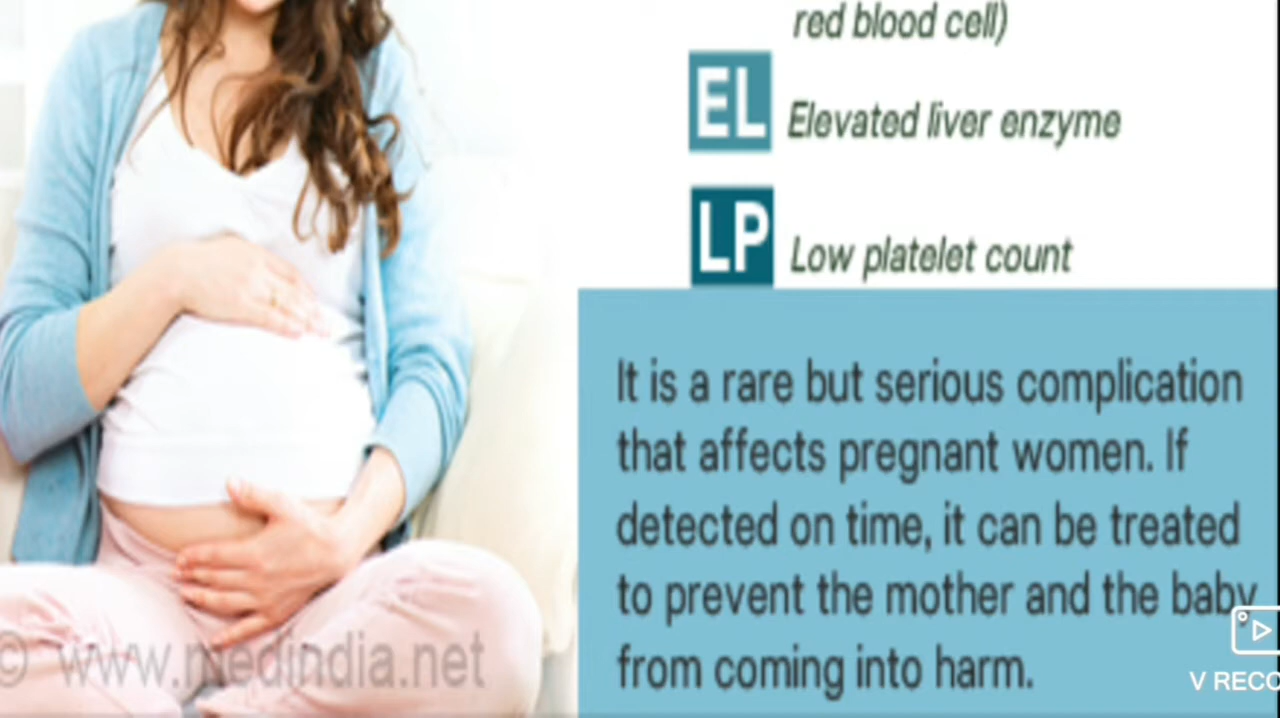 red blood cell)
EL Elevated liver enzyme
LP Low platelet count
It is a rare but serious complication
that affects pregnant women. If
detected on time, it can be treated
to prevent the mother and the baby
from coming into harm.
© www.medindia.net
V RECO